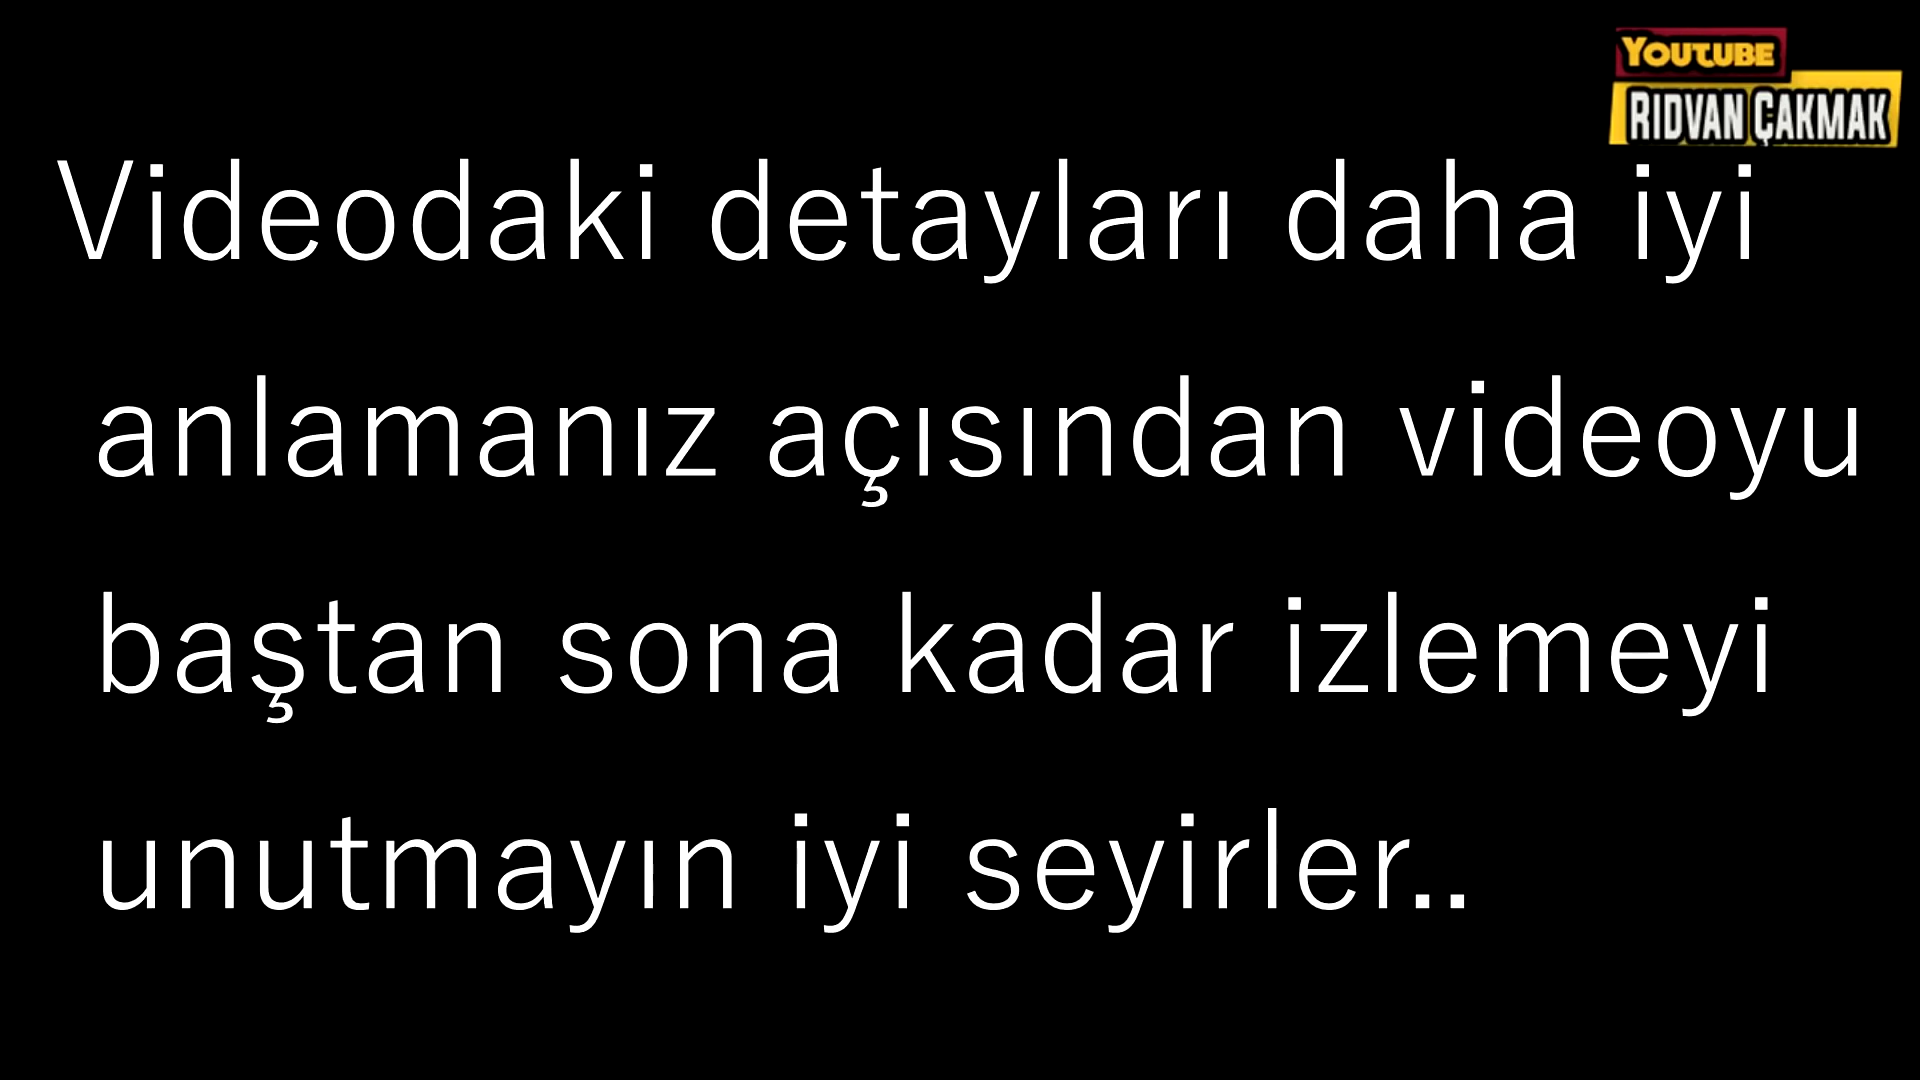 YOUTUBE
RIDVAN ÇAKMAK
Videodaki detayları daha iyi
anlamanız açısından videoyu
baştan sona kadar izlemeyi
unutmayın iyi seyirler..